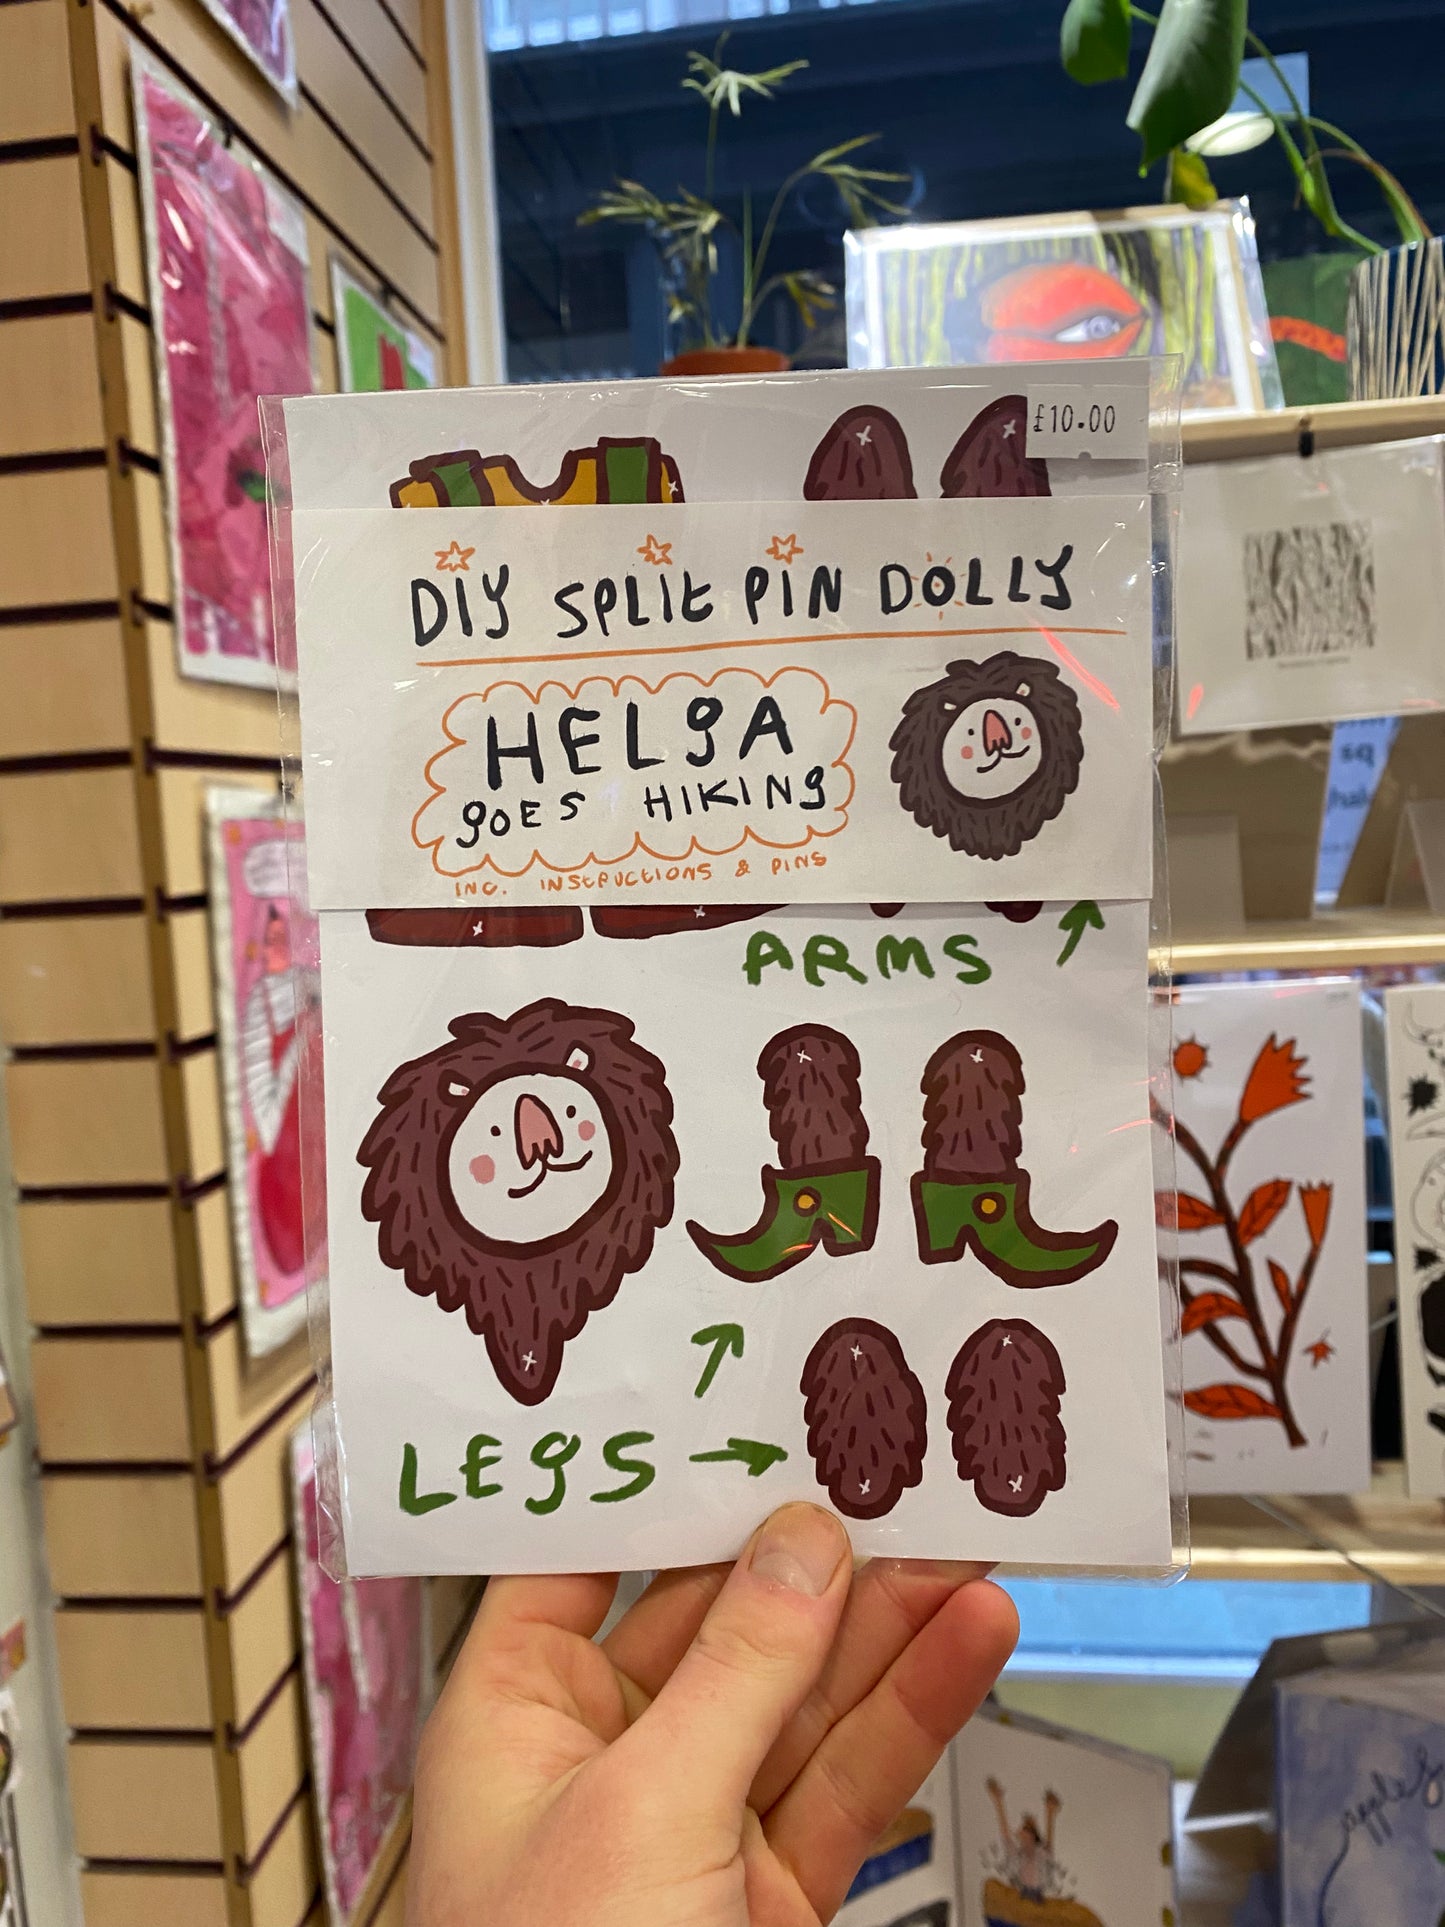 £10.00
DIY SPLIT PIN DOLLY
HELgA
gOES HIKINg
INC. INSTRUCTIONS & PINS
ARMS
LEgS